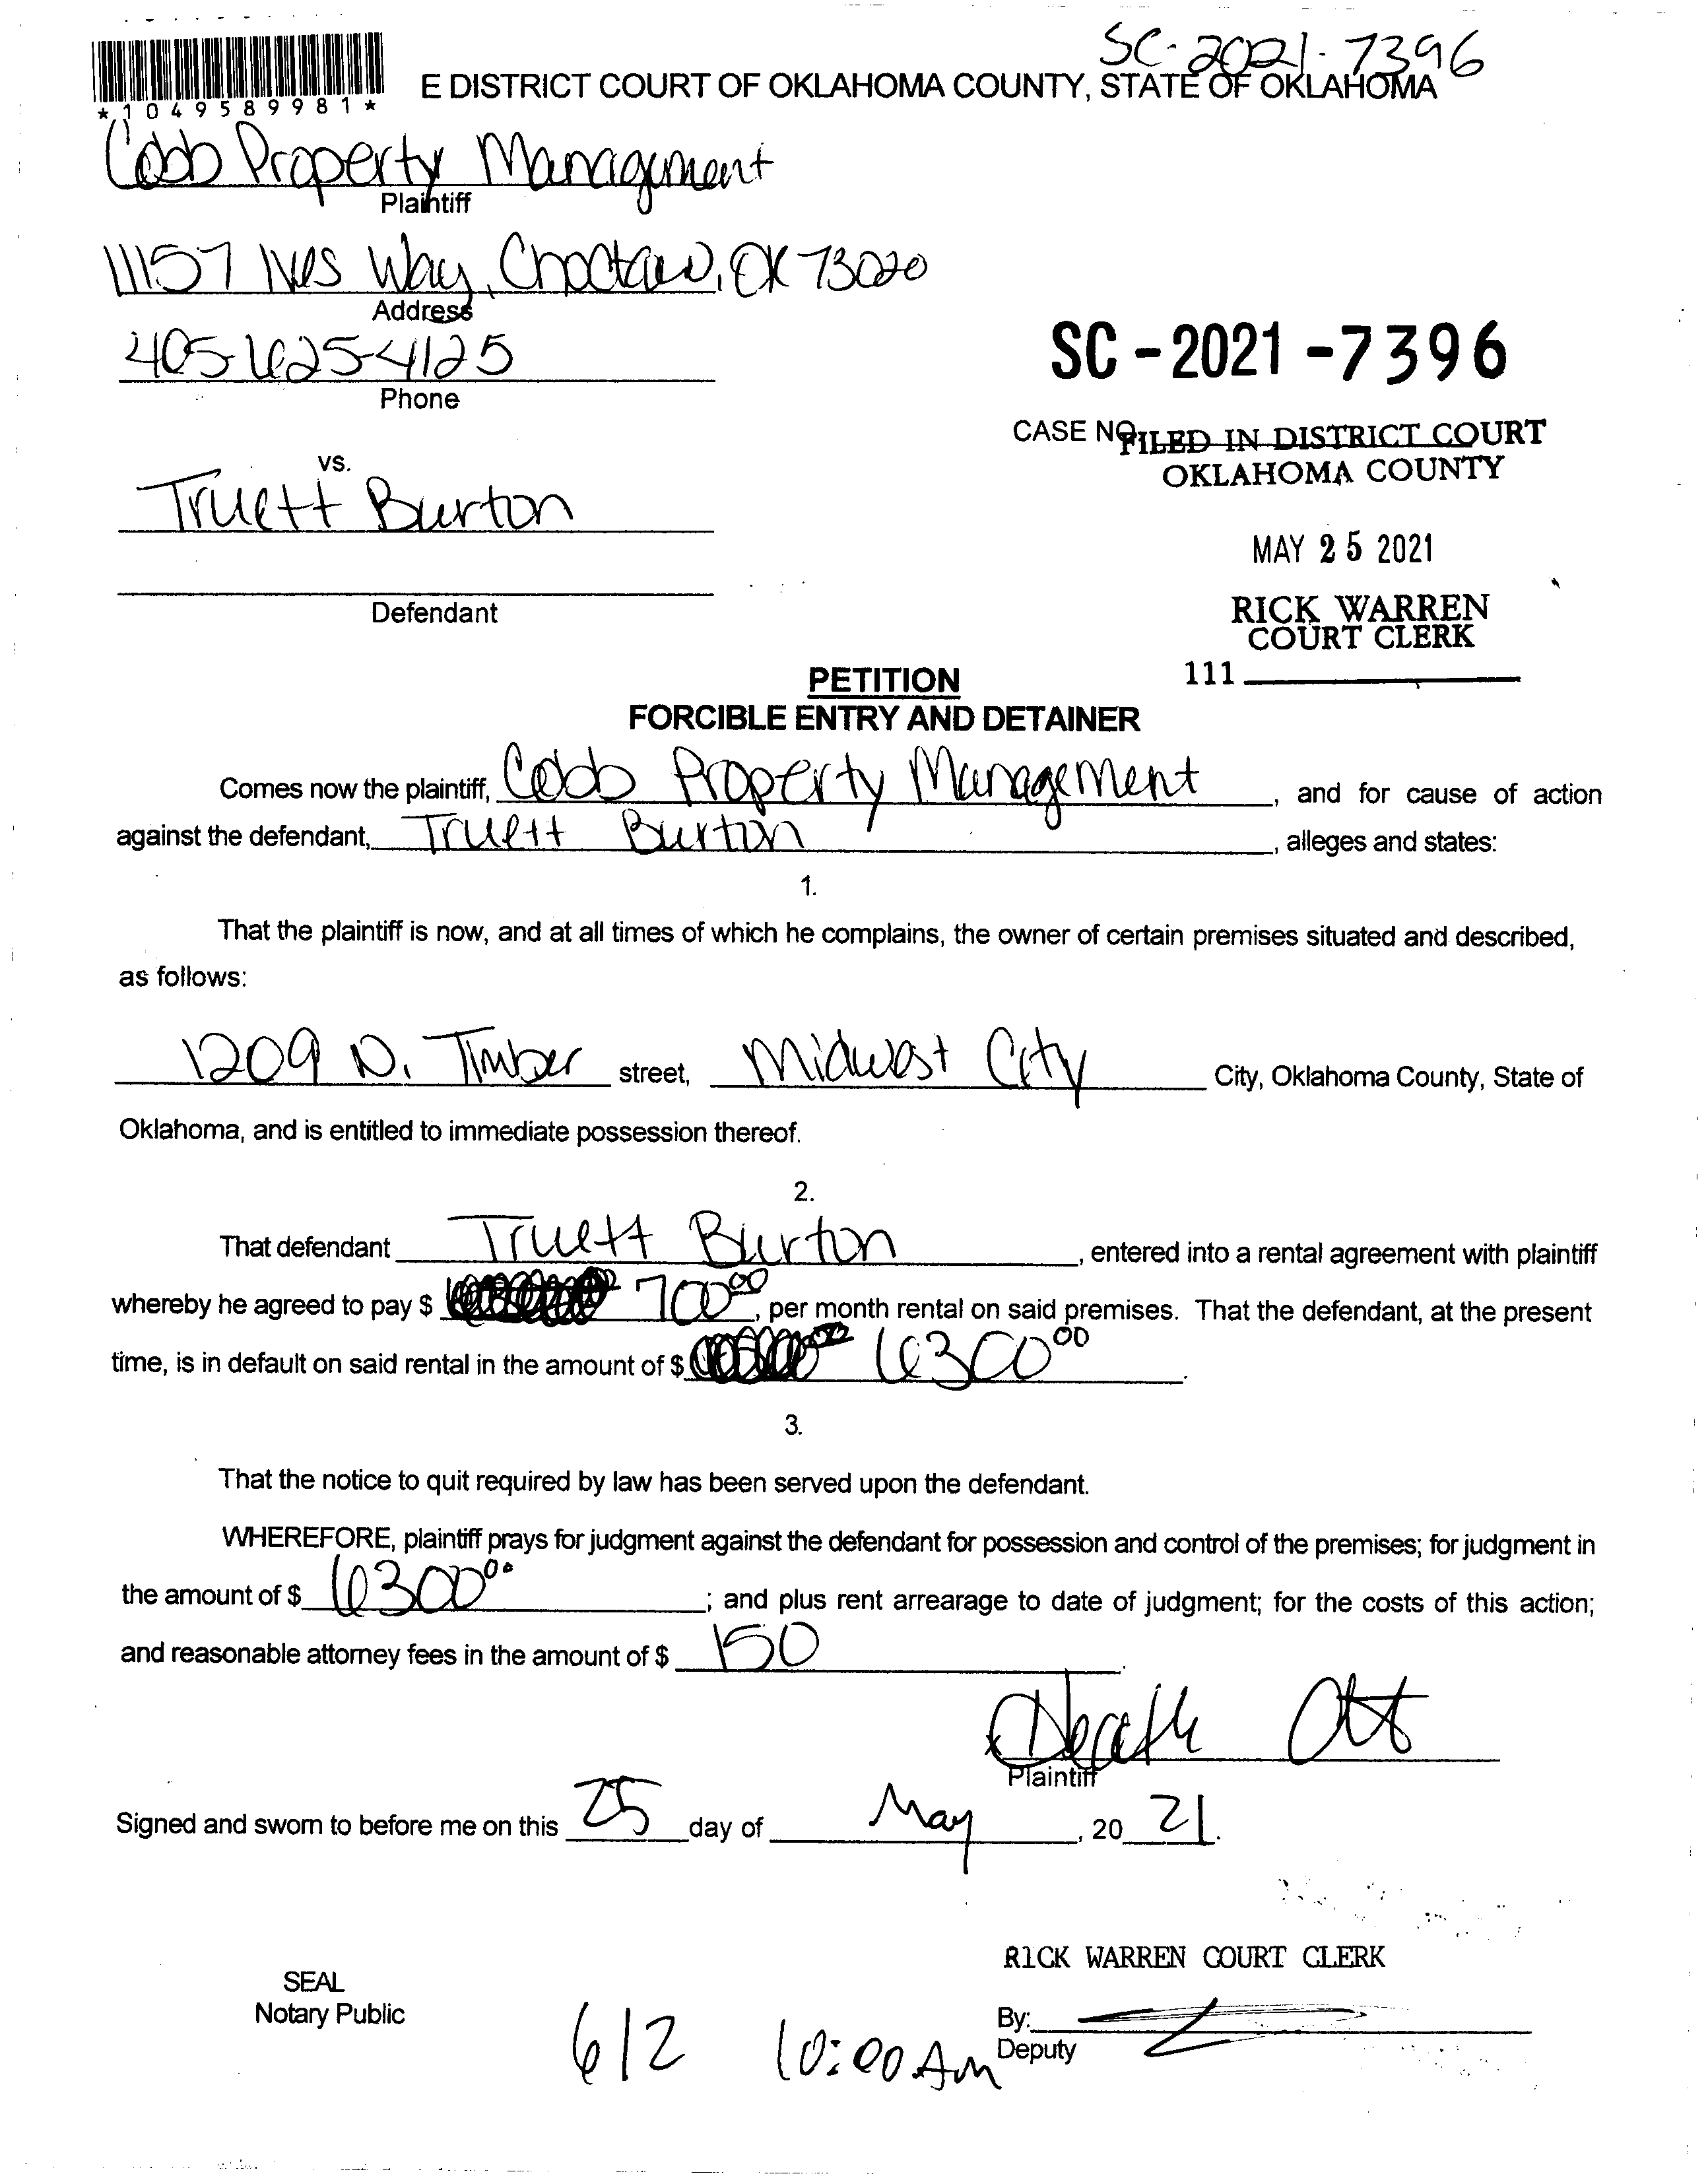 SC-2021-7396
*1049589981*
E DISTRICT COURT OF OKLAHOMA COUNTY, STATE OF OKLAHOMA
Cobb Property Management
Plaintiff
11157 Way, Choctaw, OK 73020
Address
405-625-4125
Phone
SC-2021-7396
CASE NO.
FILED IN DISTRICT COURT
OKLAHOMA COUNTY
vs.
Truett Burton
MAY 25 2021
Defendant
RICK WARREN
COURT CLERK
111
PETITION
FORCIBLE ENTRY AND DETAINER
Comes now the plaintiff, Cobb Property Management, and for cause of action
against the defendant, Truett Burton, alleges and states:
1.
That the plaintiff is now, and at all times of which he complains, the owner of certain premises situated and described,
as follows:
1209 N. Timber street, Midwest City City, Oklahoma County, State of
Oklahoma, and is entitled to immediate possession thereof.
2.
That defendant Truett Burton, entered into a rental agreement with plaintiff
whereby he agreed to pay $ 700 00, per month rental on said premises. That the defendant, at the present
time, is in default on said rental in the amount of $ 6300 00.
3.
That the notice to quit required by law has been served upon the defendant.
WHEREFORE, plaintiff prays for judgment against the defendant for possession and control of the premises; for judgment in
the amount of $ 6300 00; and plus rent arrearage to date of judgment; for the costs of this action;
and reasonable attorney fees in the amount of $ 150.
x
Plaintiff
Signed and sworn to before me on this 25 day of May, 20 21.
RICK WARREN COURT CLERK
SEAL
Notary Public
By:
Deputy
6/2 10:00 Am